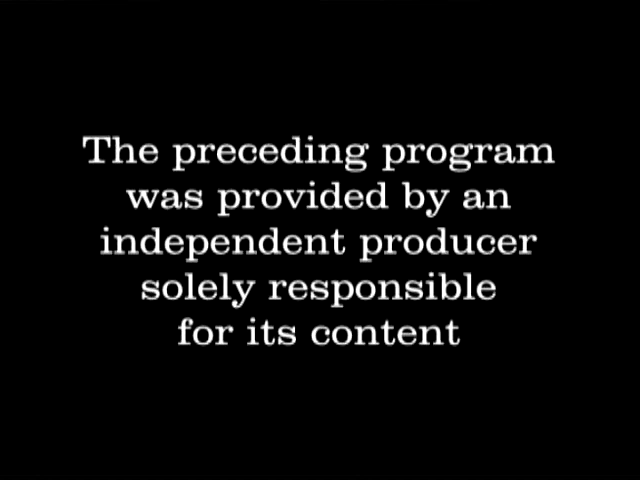 The preceding program
was provided by an
independent producer
solely responsible
for its content